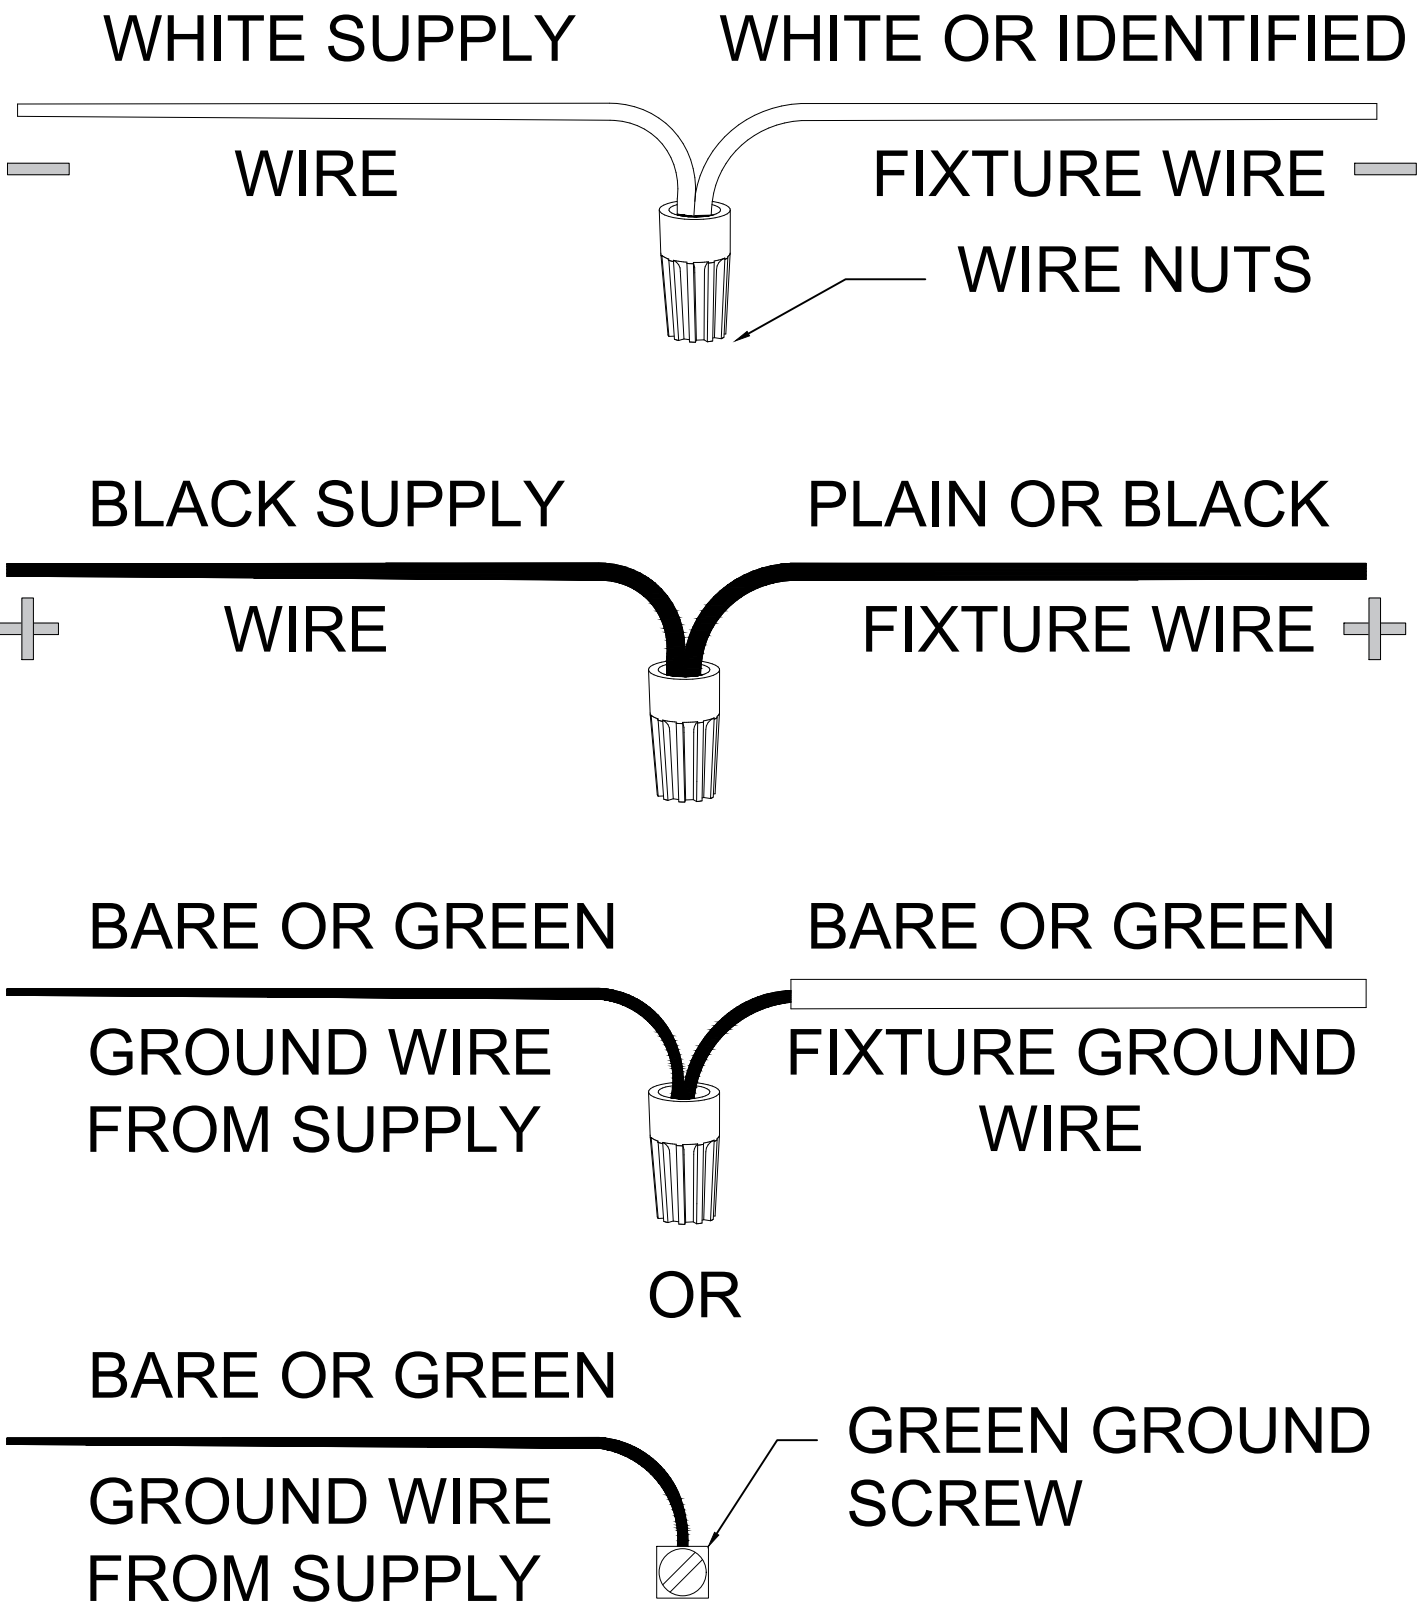 WHITE SUPPLY
WIRE
WHITE OR IDENTIFIED
FIXTURE WIRE
WIRE NUTS
BLACK SUPPLY
WIRE
PLAIN OR BLACK
FIXTURE WIRE
BARE OR GREEN
GROUND WIRE
FROM SUPPLY
BARE OR GREEN
FIXTURE GROUND
WIRE
OR
BARE OR GREEN
GROUND WIRE
FROM SUPPLY
GREEN GROUND
SCREW